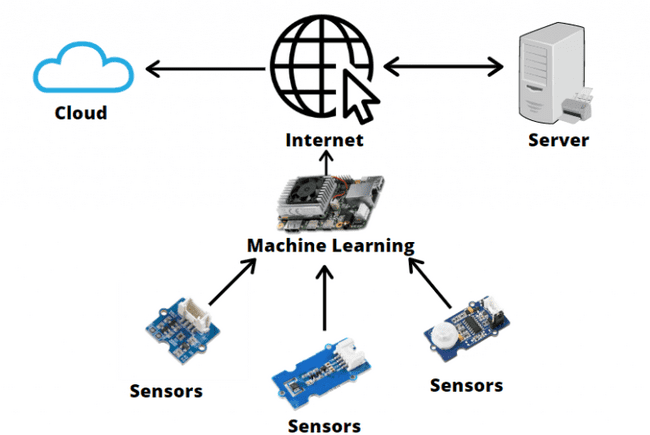 Cloud
Internet
Server
Machine Learning
Sensors
Sensors
Sensors